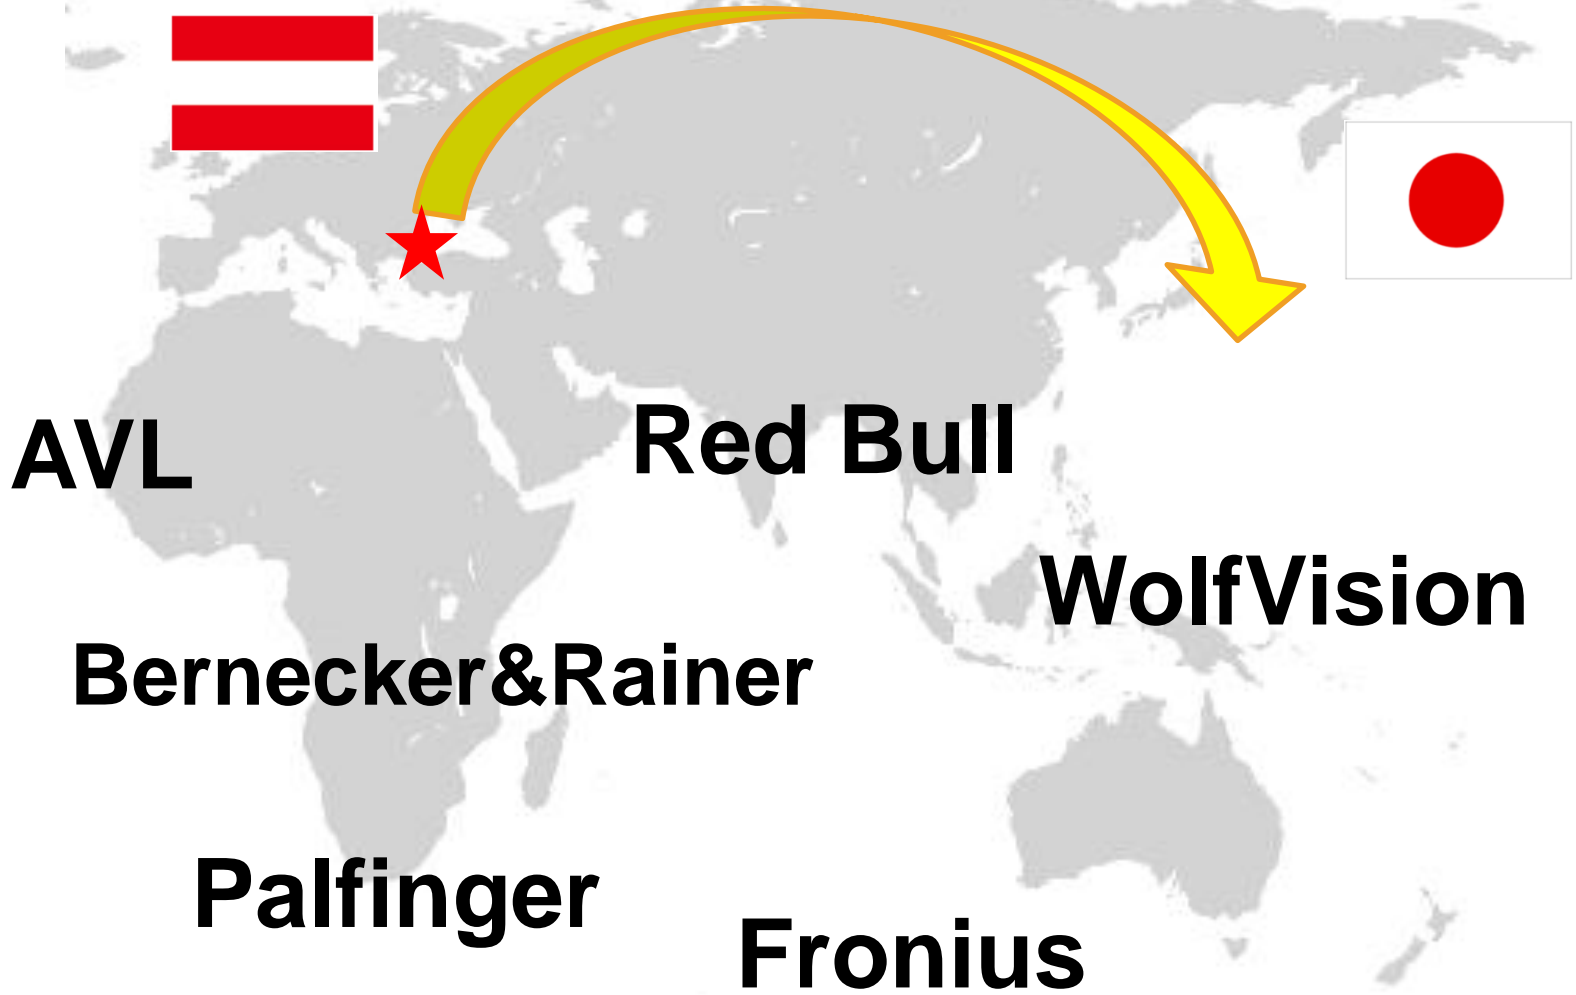 AVL
Red Bull
WolfVision
Bernecker&Rainer
Palfinger
Fronius